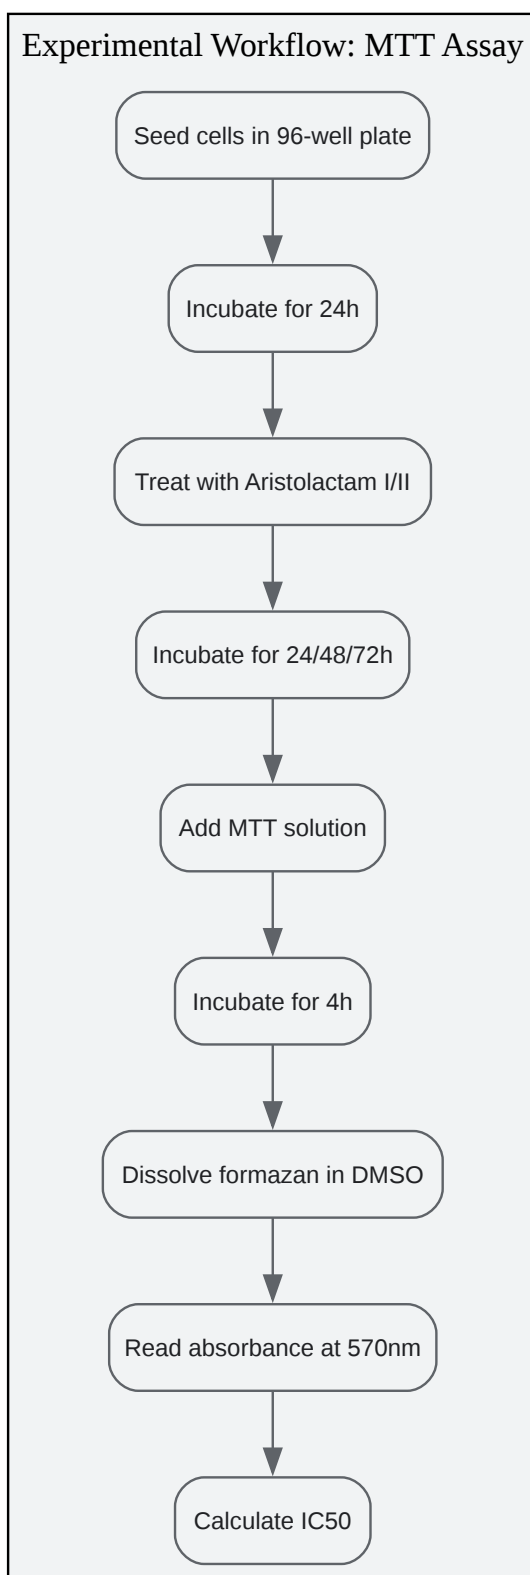 Experimental Workflow: MTT Assay
Seed cells in 96-well plate
Incubate for 24h
Treat with Aristolactam I/II
Incubate for 24/48/72h
Add MTT solution
Incubate for 4h
Dissolve formazan in DMSO
Read absorbance at 570nm
Calculate IC50